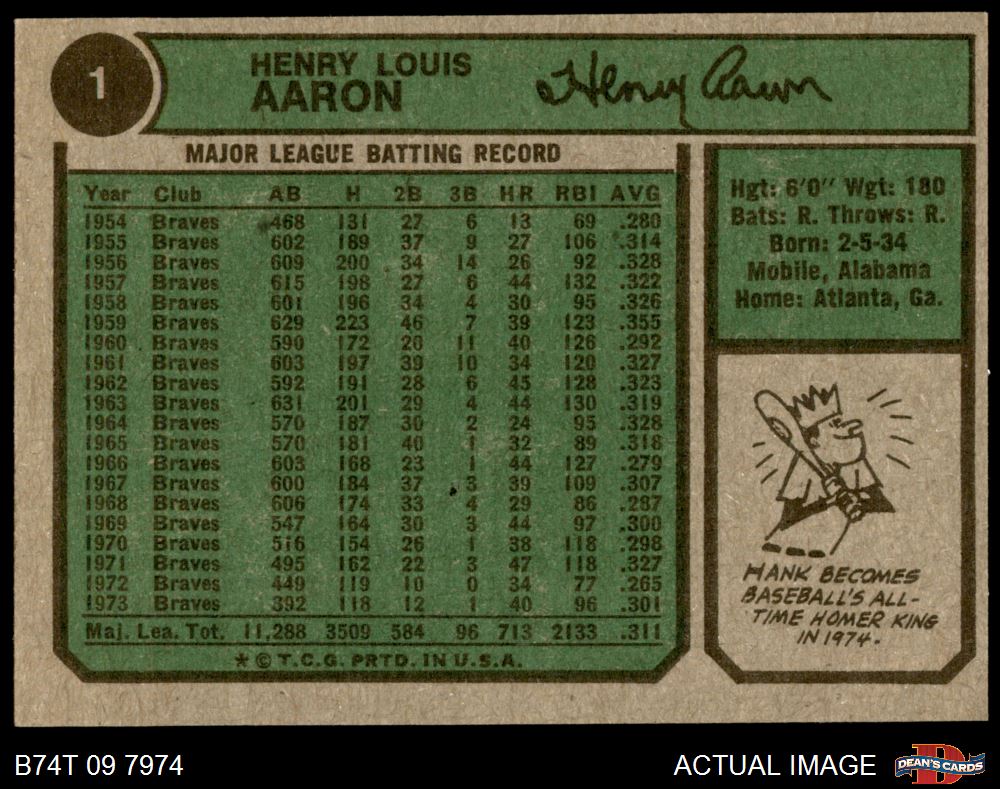 1
HENRY LOUIS
AARON
Henry Aaron
MAJOR LEAGUE BATTING RECORD
Year Club AB H 2B 3B HR RBI AVG
1954 Braves 468 131 27 6 13 69 .280
1955 Braves 602 189 37 9 27 106 .314
1956 Braves 609 200 34 14 26 92 .328
1957 Braves 615 198 27 6 44 132 .322
1958 Braves 601 196 34 4 30 95 .326
1959 Braves 629 223 46 7 39 123 .355
1960 Braves 590 172 20 11 40 126 .292
1961 Braves 603 197 39 10 34 120 .327
1962 Braves 592 191 28 6 45 128 .323
1963 Braves 631 201 29 4 44 130 .319
1964 Braves 570 187 30 2 24 95 .328
1965 Braves 570 181 40 1 32 89 .318
1966 Braves 603 168 23 1 44 127 .279
1967 Braves 600 184 37 3 39 109 .307
1968 Braves 606 174 33 4 29 86 .287
1969 Braves 547 164 30 3 44 97 .300
1970 Braves 516 154 26 1 38 118 .298
1971 Braves 495 162 22 3 47 118 .327
1972 Braves 449 119 10 0 34 77 .265
1973 Braves 392 118 12 1 40 96 .301
Maj. Lea. Tot. 11,288 3509 584 96 713 2133 .311
★ © T.C.G. PRTD. IN U.S.A.
Hgt: 6'0" Wgt: 180
Bats: R. Throws: R.
Born: 2-5-34
Mobile, Alabama
Home: Atlanta, Ga.
HANK BECOMES
BASEBALL'S ALL-
TIME HOMER KING
IN 1974.
B74T 09 7974
ACTUAL IMAGE
D
DEAN'S CARDS